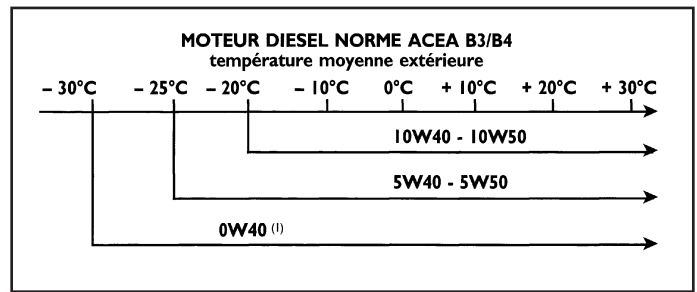 MOTEUR DIESEL NORME ACEA B3/B4
température moyenne extérieure
– 30°C – 25°C – 20°C – 10°C 0°C + 10°C + 20°C + 30°C
10W40 - 10W50
5W40 - 5W50
0W40 (1)